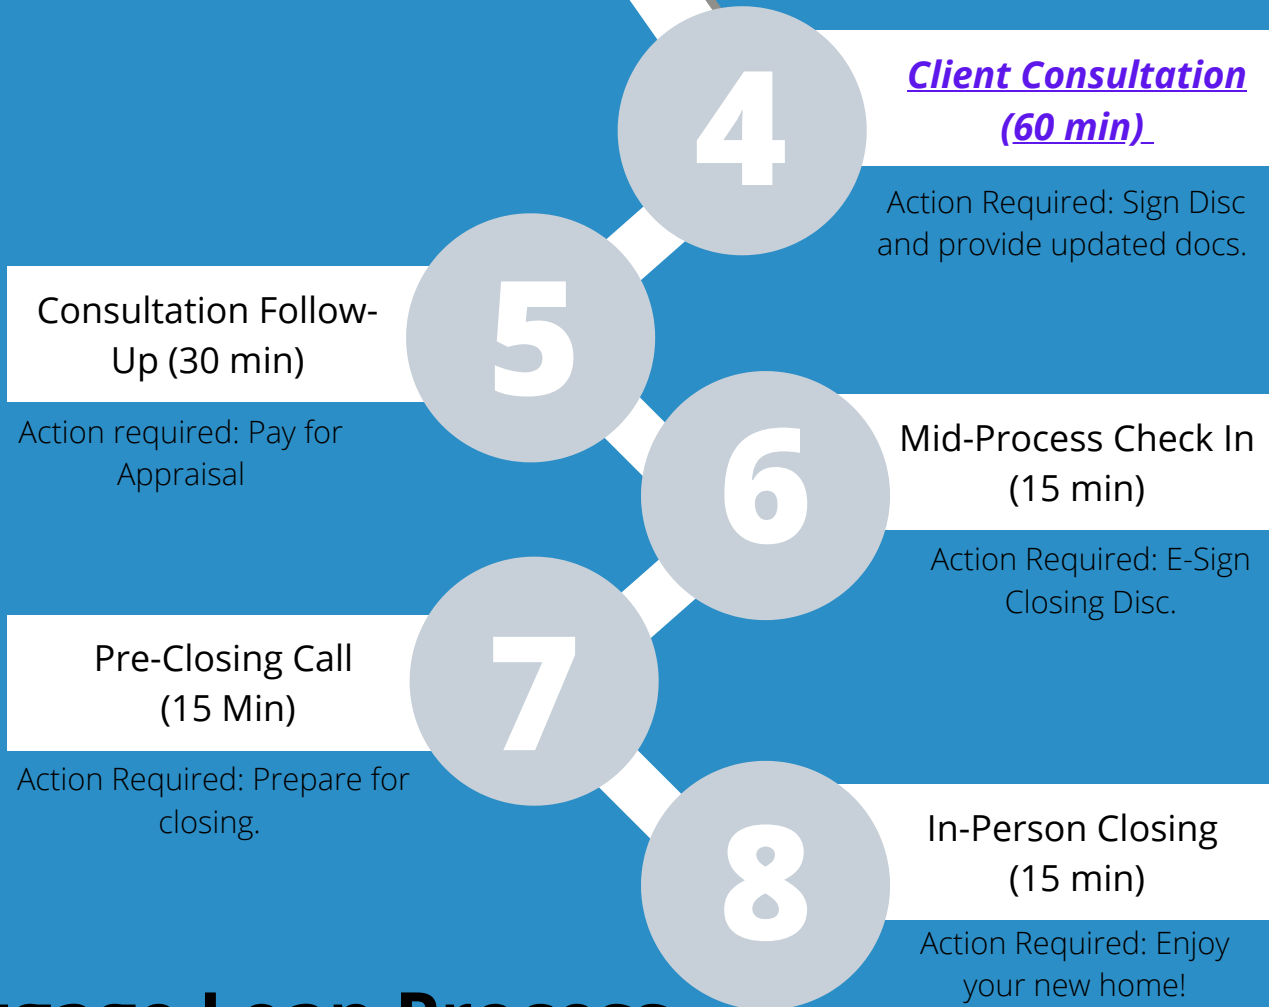 4
Client Consultation
(60 min)
Action Required: Sign Disc
and provide updated docs.
5
Consultation Follow-
Up (30 min)
Action required: Pay for
Appraisal
6
Mid-Process Check In
(15 min)
Action Required: E-Sign
Closing Disc.
7
Pre-Closing Call
(15 Min)
Action Required: Prepare for
closing.
8
In-Person Closing
(15 min)
Action Required: Enjoy
your new home!
Loan Process